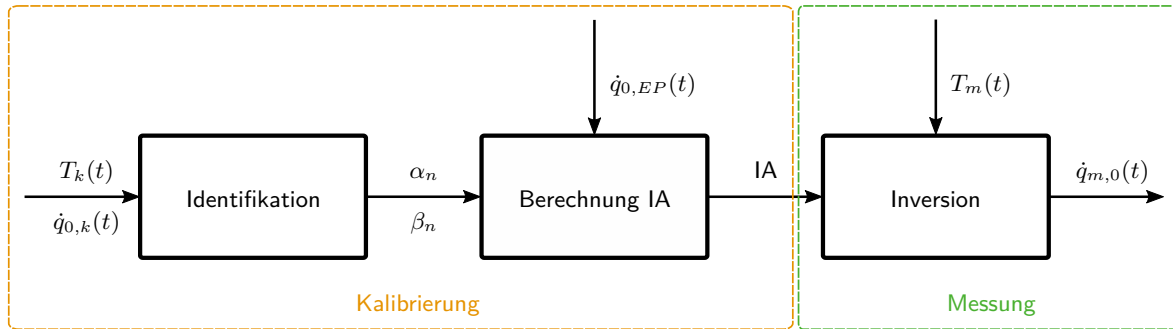 q̇₀,EP(t)
Tₘ(t)
Tₖ(t)
q̇₀,ₖ(t)
Identifikation
αₙ
βₙ
Berechnung IA
IA
Inversion
q̇ₘ,₀(t)
Kalibrierung
Messung